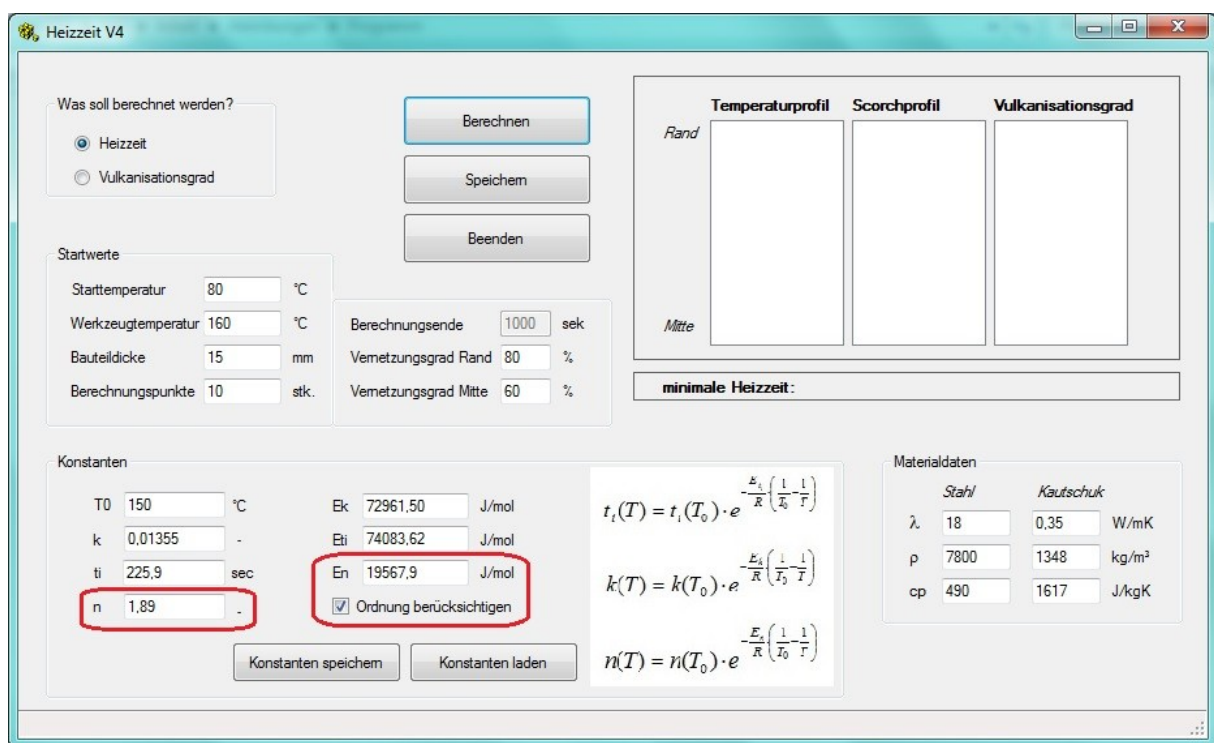 Heizzeit V4
Was soll berechnet werden?
Heizzeit
Vulkanisationsgrad
Berechnen
Speichern
Beenden
Temperaturprofil Scorchprofil Vulkanisationsgrad
Rand
Mitte
minimale Heizzeit:
Startwerte
Starttemperatur 80 °C
Werkzeugtemperatur 160 °C
Bauteildicke 15 mm
Berechnungspunkte 10 stk.
Berechnungsende 1000 sek
Vernetzungsgrad Rand 80 %
Vernetzungsgrad Mitte 60 %
Konstanten
T0 150 °C
k 0,01355 -
ti 225,9 sec
n 1,89 -
Ek 72961,50 J/mol
Eti 74083,62 J/mol
En 19567,9 J/mol
Ordnung berücksichtigen
Konstanten speichern
Konstanten laden
k(T) = k(T₀) · e
n(T) = n(T₀) · e
Materialdaten
Stahl Kautschuk
λ 18 0,35 W/mK
ρ 7800 1348 kg/m³
cp 490 1617 J/kgK